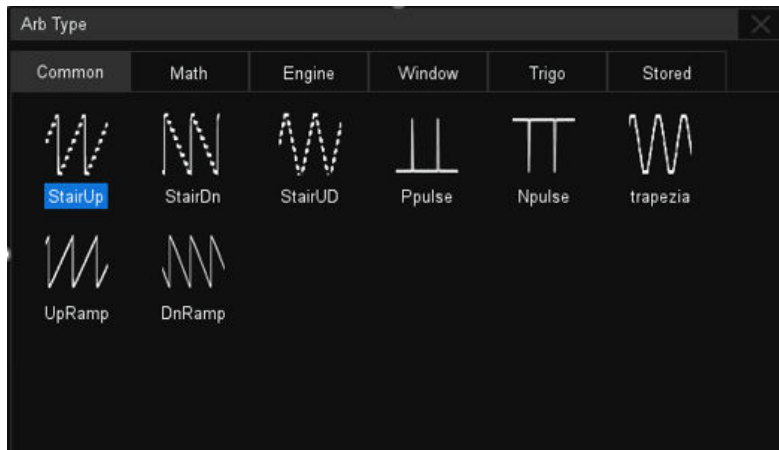 Arb Type
Common Math Engine Window Trigo Stored
StairUp StairDn StairUD Ppulse Npulse trapezia
UpRamp DnRamp